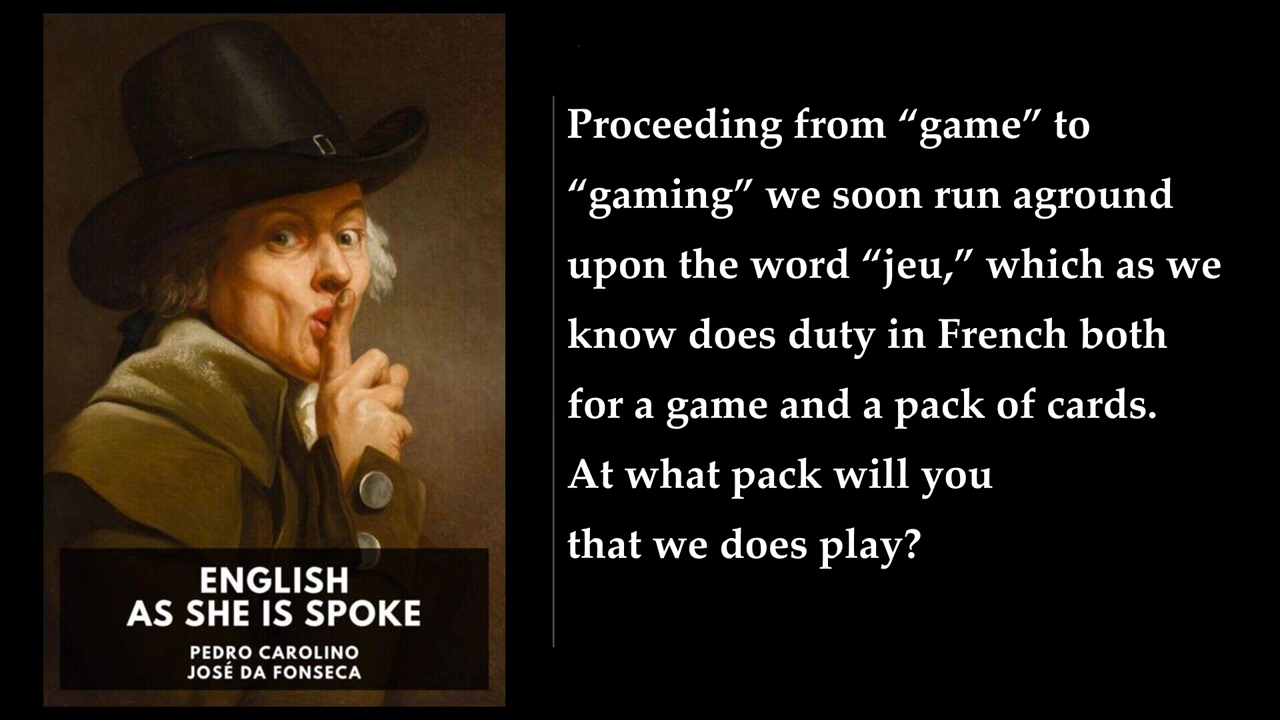 ENGLISH
AS SHE IS SPOKE
PEDRO CAROLINO
JOSÉ DA FONSECA
Proceeding from “game” to
“gaming” we soon run aground
upon the word “jeu,” which as we
know does duty in French both
for a game and a pack of cards.
At what pack will you
that we does play?